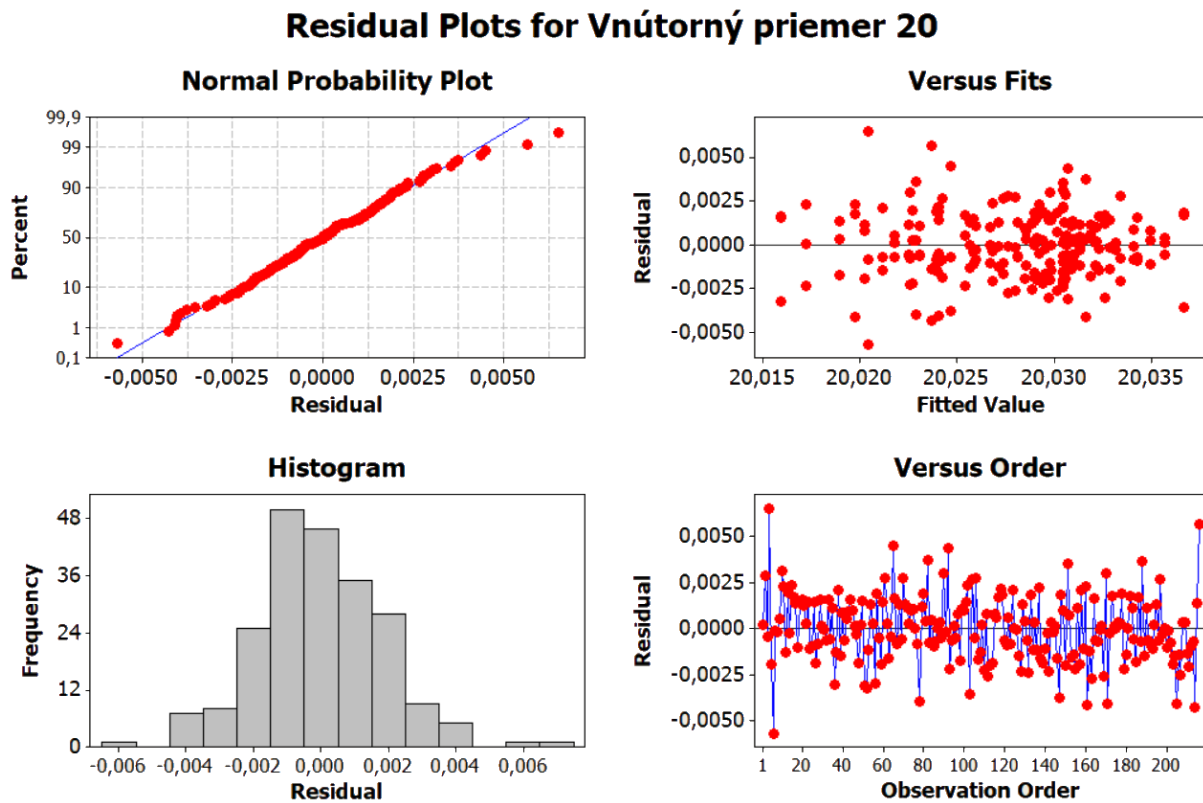 Residual Plots for Vnútorný priemer 20
Normal Probability Plot
99,9
99
90
50
10
1
0,1
Percent
-0,0050 -0,0025 0,0000 0,0025 0,0050
Residual
Versus Fits
0,0050
0,0025
0,0000
-0,0025
-0,0050
Residual
20,015 20,020 20,025 20,030 20,035
Fitted Value
Histogram
48
36
24
12
0
Frequency
-0,006 -0,004 -0,002 0,000 0,002 0,004 0,006
Residual
Versus Order
0,0050
0,0025
0,0000
-0,0025
-0,0050
Residual
1 20 40 60 80 100 120 140 160 180 200
Observation Order